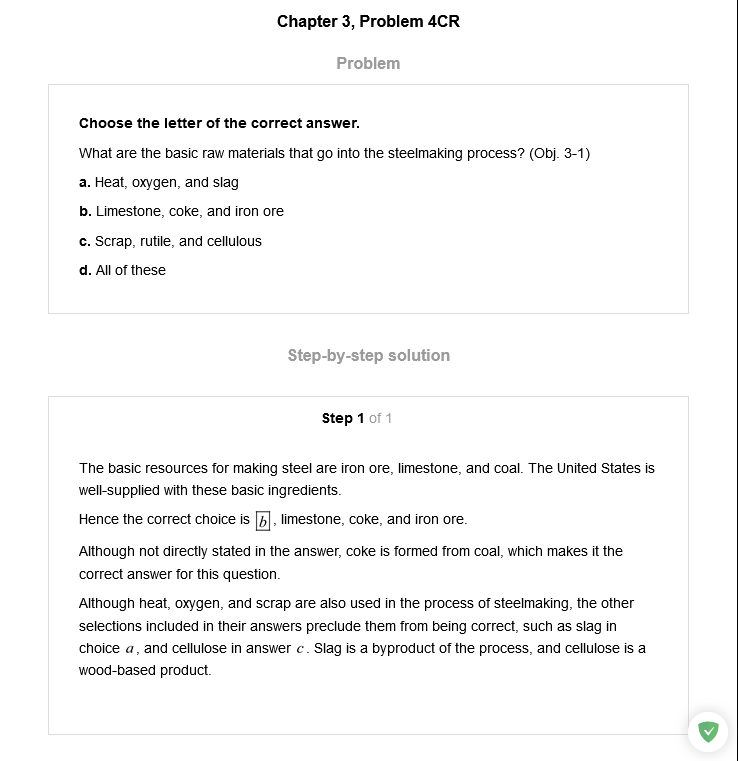 Chapter 3, Problem 4CR
Problem
Choose the letter of the correct answer.
What are the basic raw materials that go into the steelmaking process? (Obj. 3-1)
a. Heat, oxygen, and slag
b. Limestone, coke, and iron ore
c. Scrap, rutile, and cellulous
d. All of these
Step-by-step solution
Step 1 of 1
The basic resources for making steel are iron ore, limestone, and coal. The United States is
well-supplied with these basic ingredients.
Hence the correct choice is b, limestone, coke, and iron ore.
Although not directly stated in the answer, coke is formed from coal, which makes it the
correct answer for this question.
Although heat, oxygen, and scrap are also used in the process of steelmaking, the other
selections included in their answers preclude them from being correct, such as slag in
choice a, and cellulose in answer c. Slag is a byproduct of the process, and cellulose is a
wood-based product.